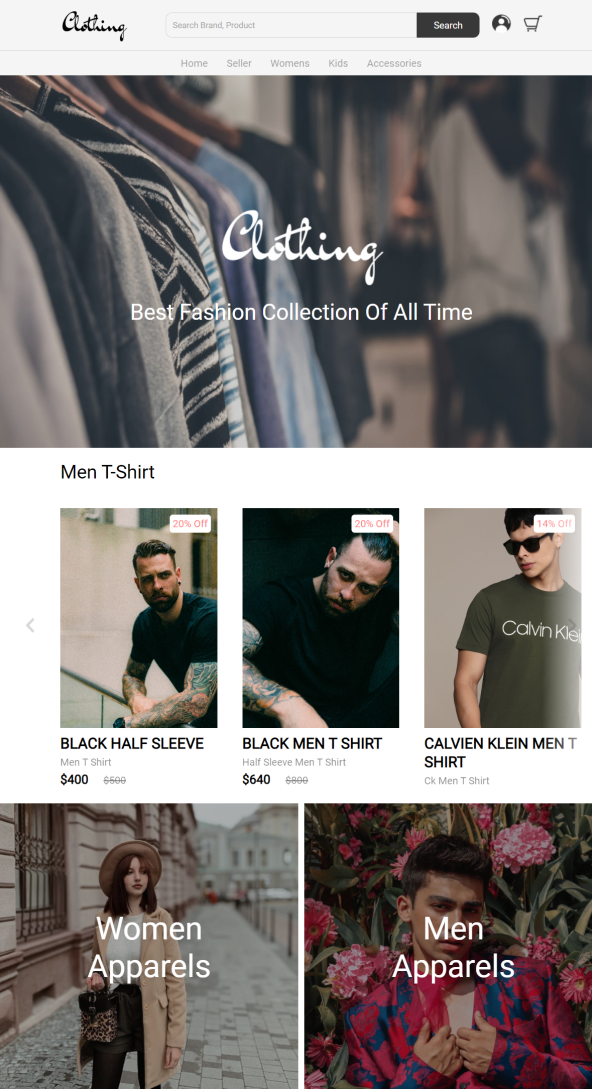 Clothing
Search Brand, Product
Search
Home Seller Womens Kids Accessories
Clothing
Best Fashion Collection Of All Time
Men T-Shirt
20% Off
20% Off
14% Off
Calvin Klei
BLACK HALF SLEEVE
Men T Shirt
$400 $500
BLACK MEN T SHIRT
Half Sleeve Men T Shirt
$640 $800
CALVIEN KLEIN MEN T
SHIRT
Ck Men T Shirt
Women
Apparels
Men
Apparels